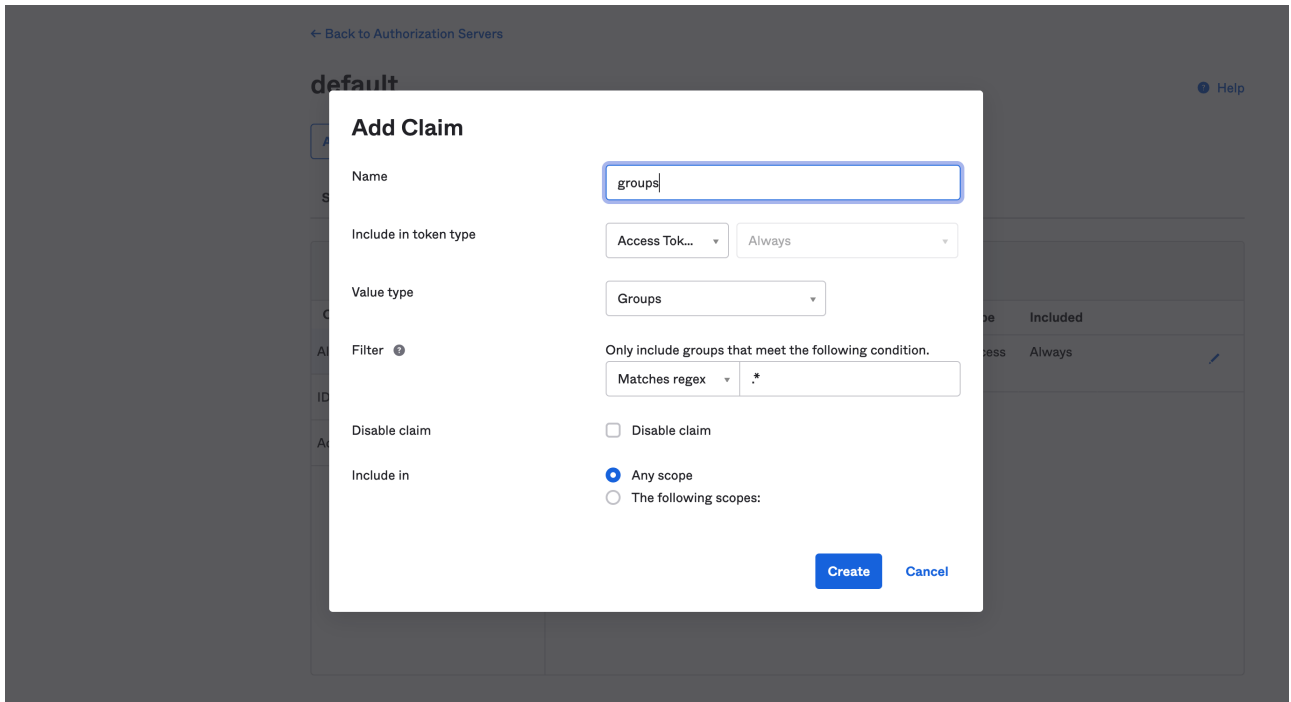 ← Back to Authorization Servers
default
Help
Add Claim
Name
groups
Include in token type
Access Tok...
Always
Value type
Groups
Included
Filter
Only include groups that meet the following condition.
Always
Matches regex
.*
Disable claim
Disable claim
Include in
Any scope
The following scopes:
Create
Cancel